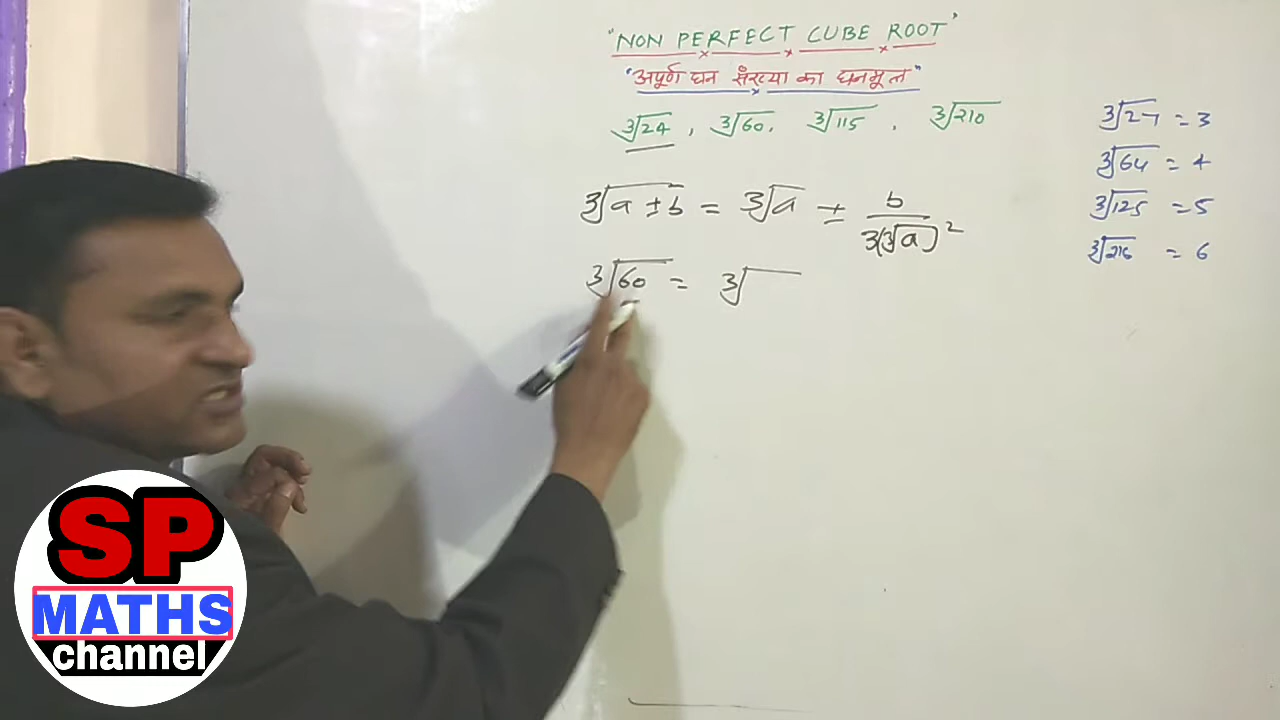 "NON PERFECT CUBE ROOT"
"अपूर्ण घन सँख्या का घनमूल"
∛24 , ∛60, ∛115 , ∛210
∛(a ± b) = ∛a ± b/(3(∛a)²)
∛60 = ∛
∛27 = 3
∛64 = 4
∛125 = 5
∛216 = 6
SP
MATHS
channel